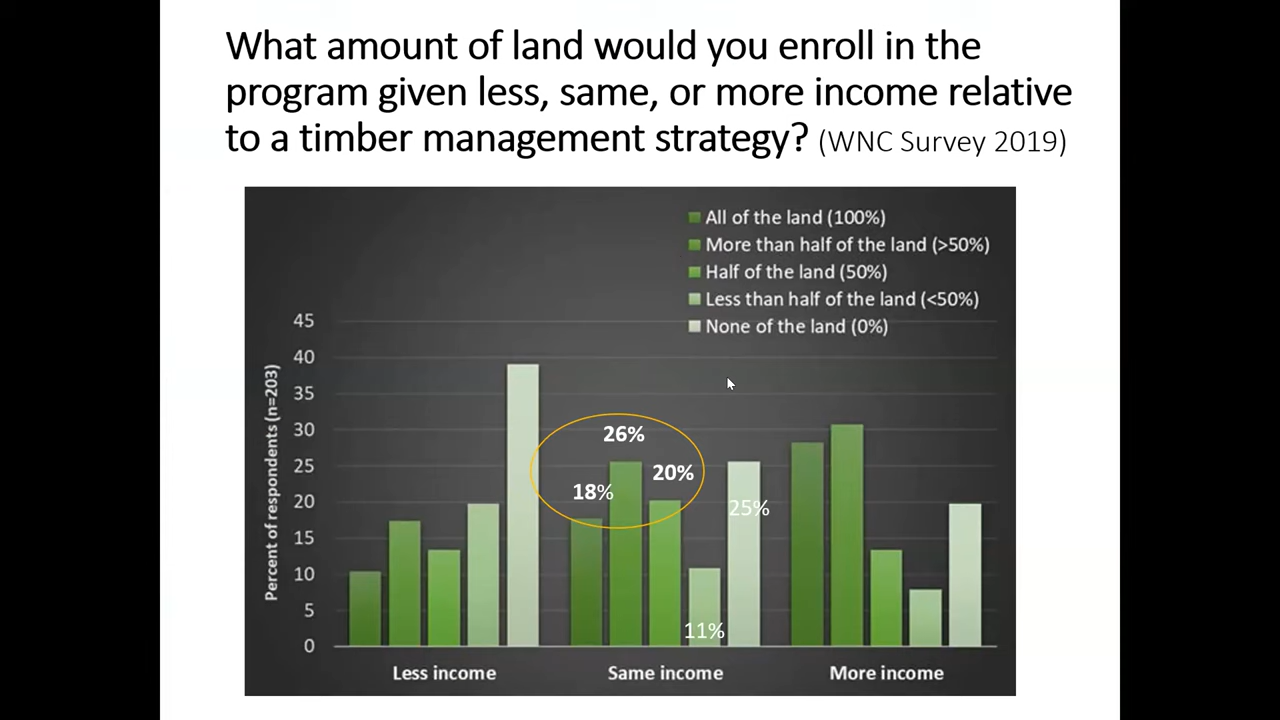 What amount of land would you enroll in the
program given less, same, or more income relative
to a timber management strategy? (WNC Survey 2019)
All of the land (100%)
More than half of the land (>50%)
Half of the land (50%)
Less than half of the land (<50%)
None of the land (0%)
Percent of respondents (n=203)
45
40
35
30
25
20
15
10
5
0
26%
20%
18%
25%
11%
Less income
Same income
More income